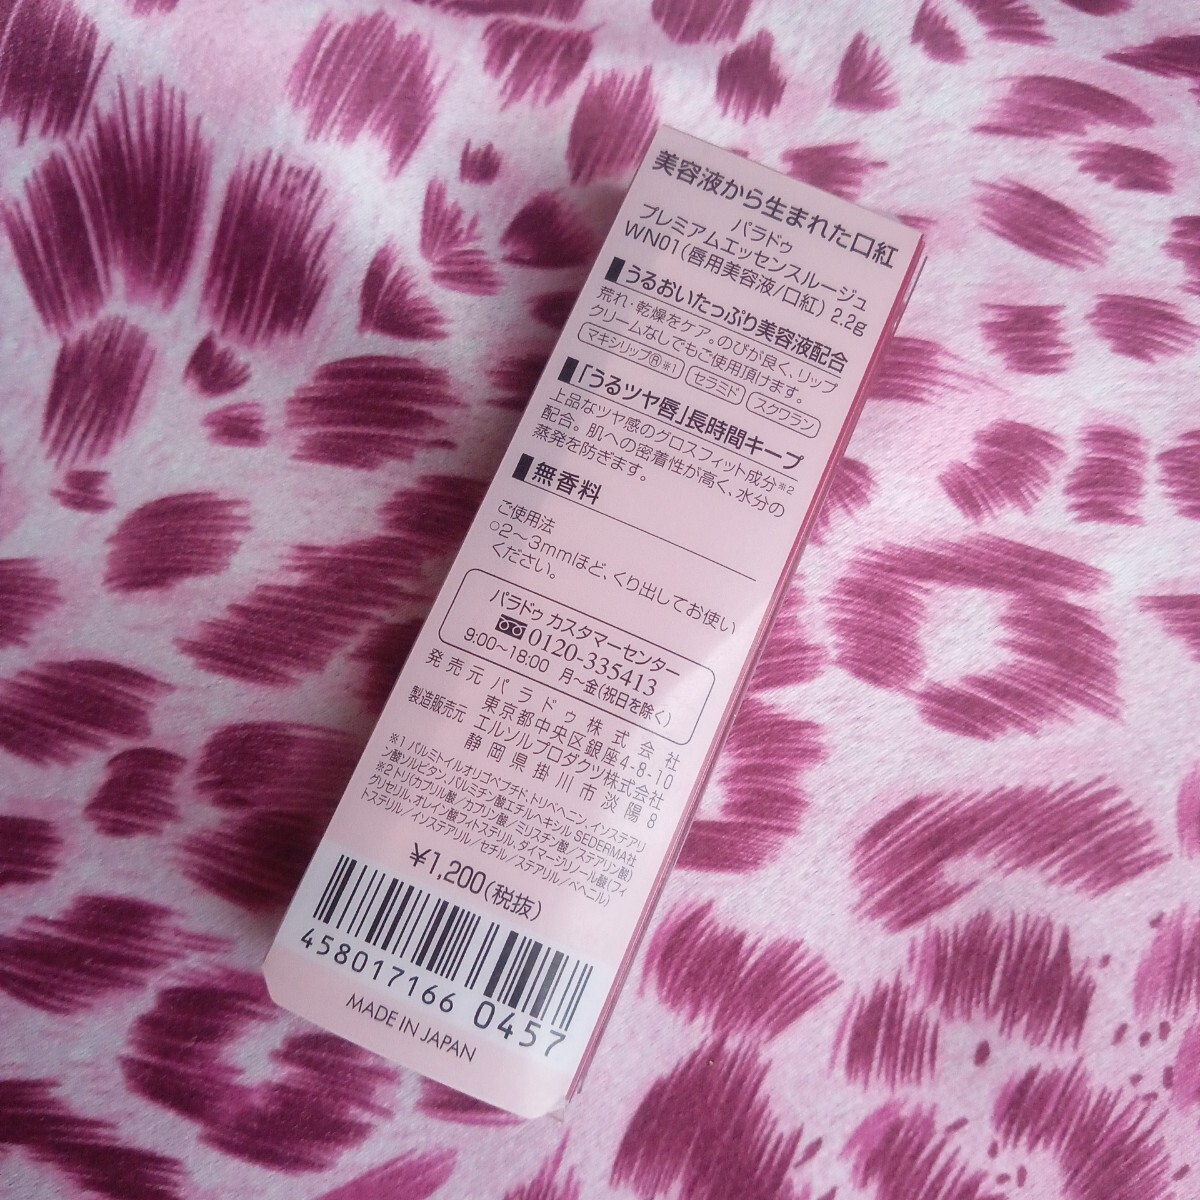 美容液から生まれた口紅
パラドゥ
プレミアムエッセンスルージュ
WN01(唇用美容液/口紅) 2.2g
うるおいたっぷり美容液配合
荒れ・乾燥をケア。のびが良く、リップ
クリームなしでもご使用頂けます。
マキシリップ®※1 セラミド スクワラン
「うるツヤ唇」長時間キープ
上品なツヤ感のグロスフィット成分※2
配合。肌への密着性が高く、水分の
蒸発を防ぎます。
無香料
ご使用法
○2〜3mmほど、くり出してお使い
ください。
パラドゥ カスタマーセンター
0120-335413
9:00〜18:00 月〜金(祝日を除く)
発売元 パラドゥ株式会社
東京都中央区銀座4-8-10
製造販売元 エルソルプロダクツ株式会社
静岡県掛川市淡陽8
※1 パルミトイルオリゴペプチド、トリベヘニン、イソステアリ
ン酸ソルビタン、パルミチン酸エチルヘキシル SEDERMA社
※2 トリ(カプリル酸/カプリン酸/ミリスチン酸/ステアリン酸)
グリセリル、オレイン酸フィトステリル、ダイマージリノール酸(フィ
トステリル/イソステアリル/セチル/ステアリル/ベヘニル)
¥1,200(税抜)
4580171660457
MADE IN JAPAN